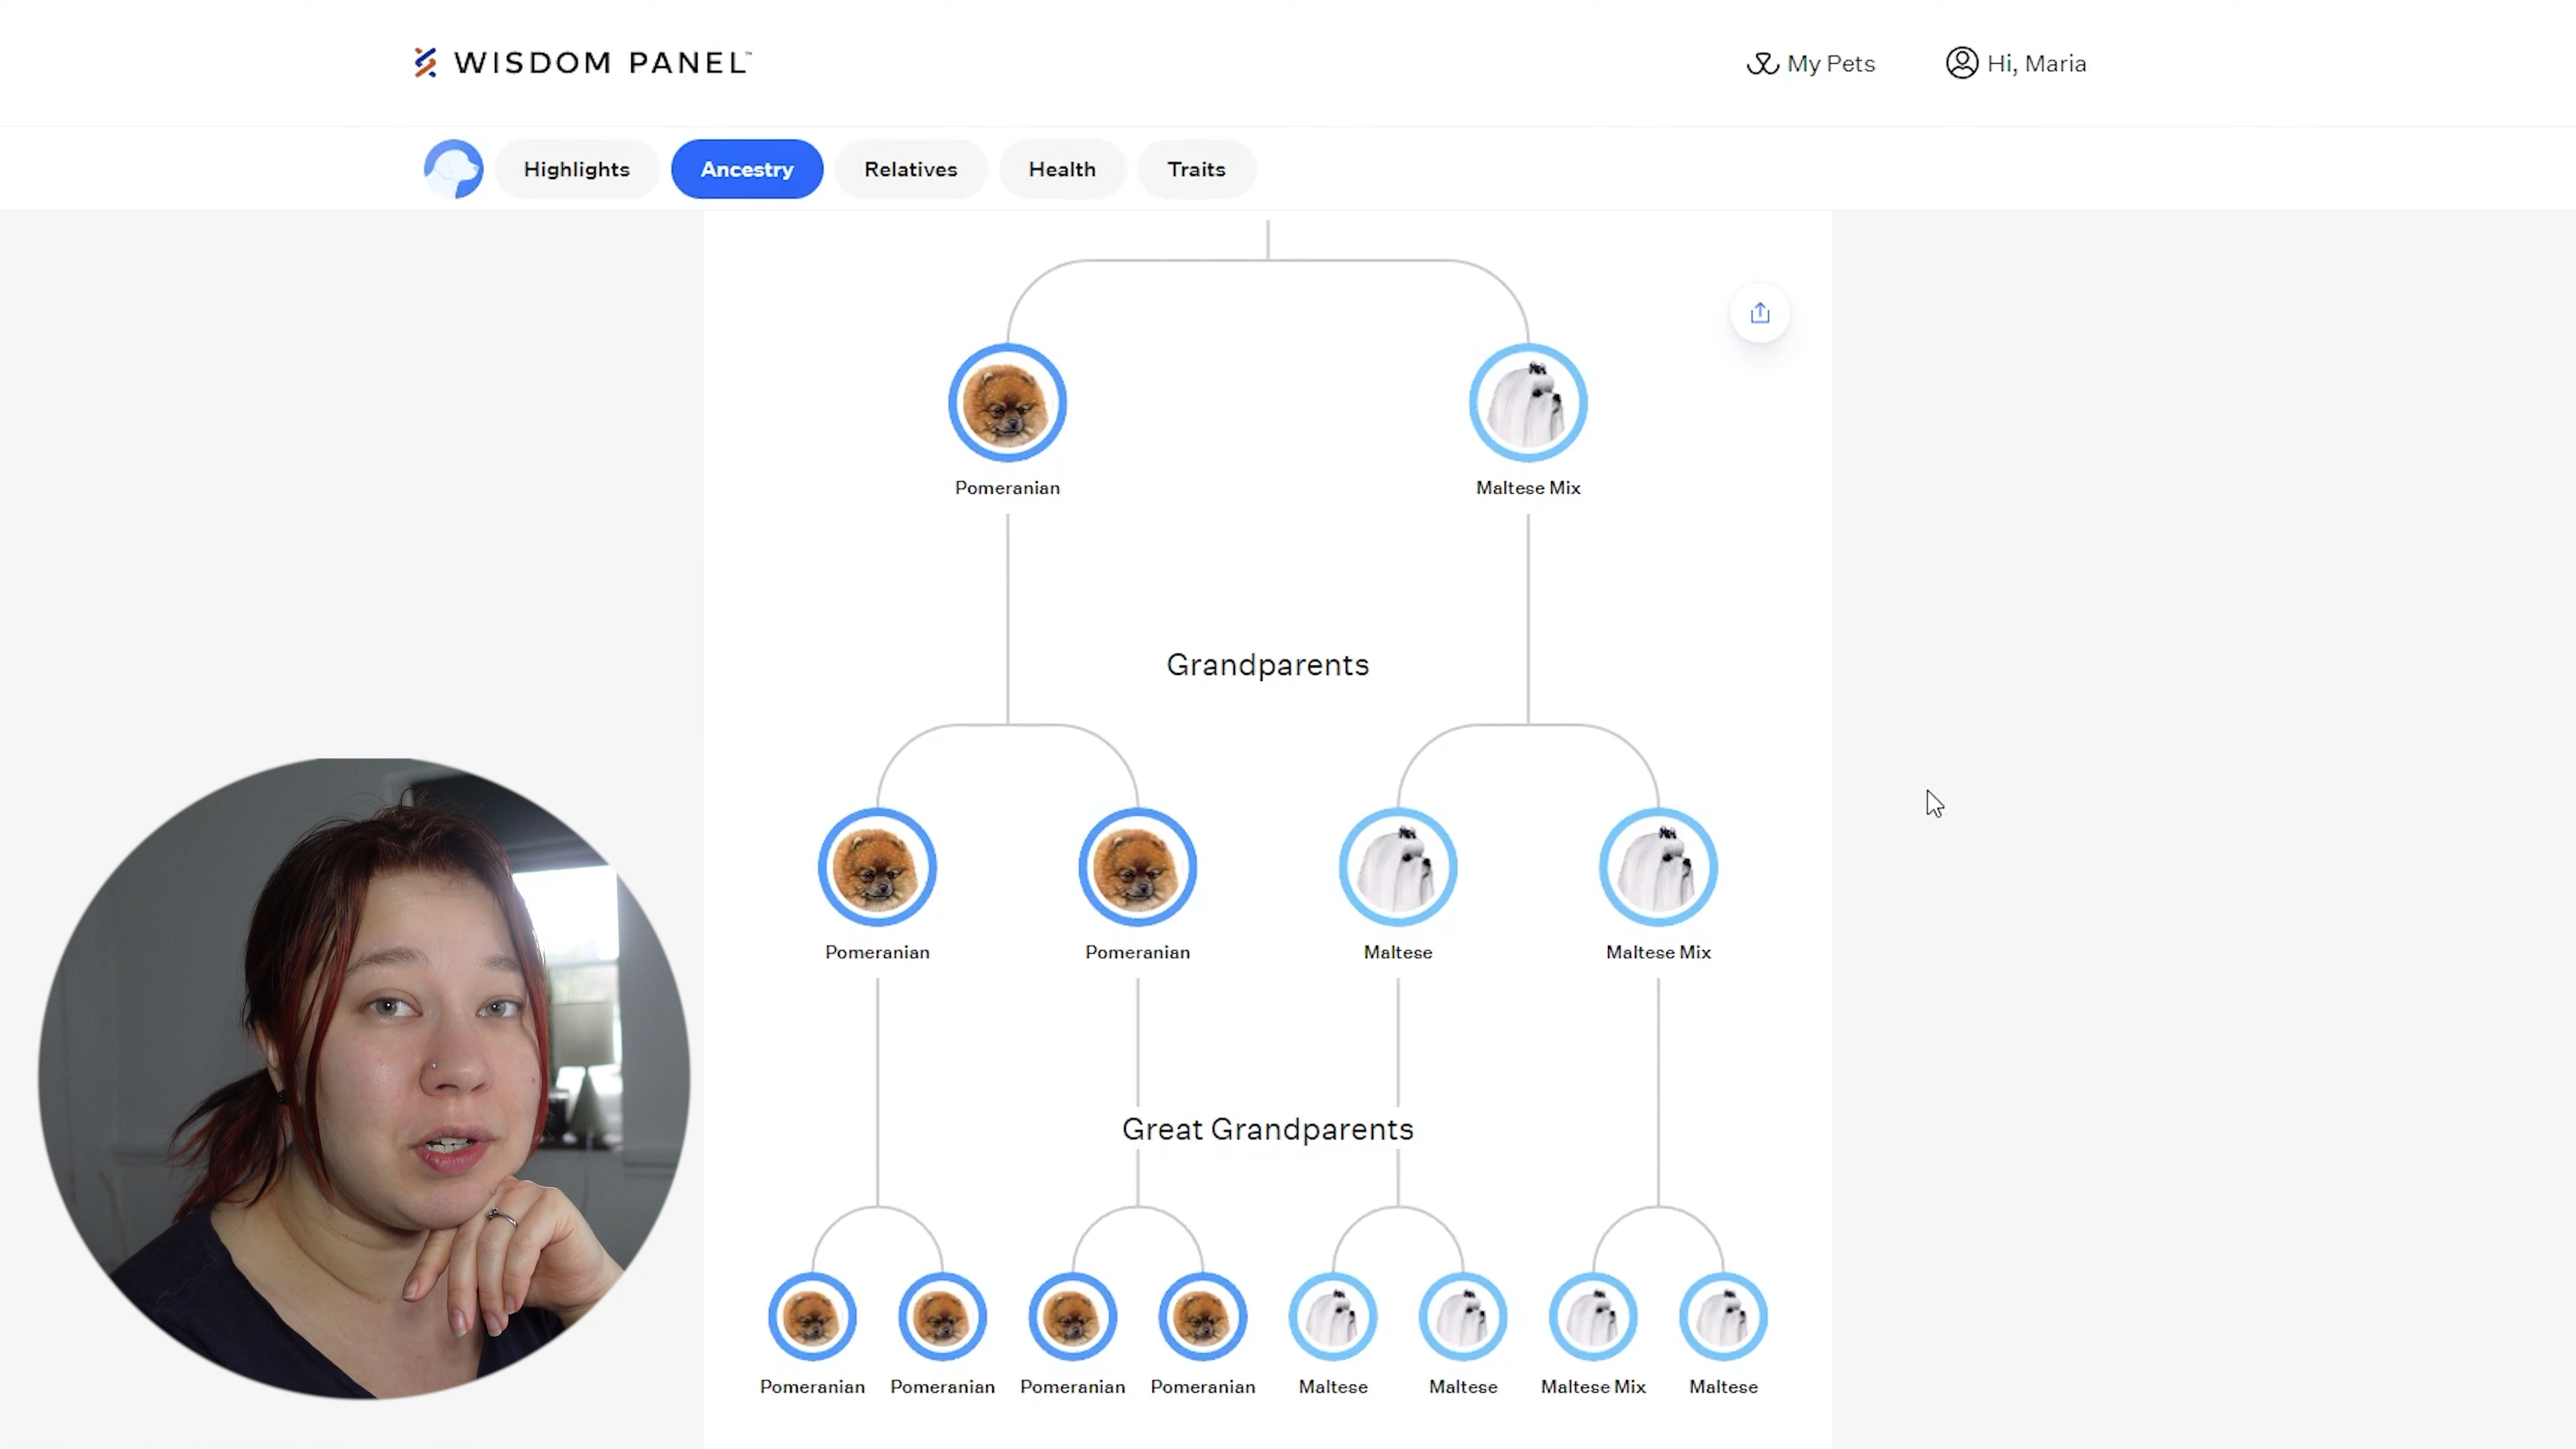 WISDOM PANEL™
My Pets
Hi, Maria
Highlights
Ancestry
Relatives
Health
Traits
Pomeranian
Maltese Mix
Grandparents
Pomeranian
Pomeranian
Maltese
Maltese Mix
Great Grandparents
Pomeranian
Pomeranian
Pomeranian
Pomeranian
Maltese
Maltese
Maltese Mix
Maltese